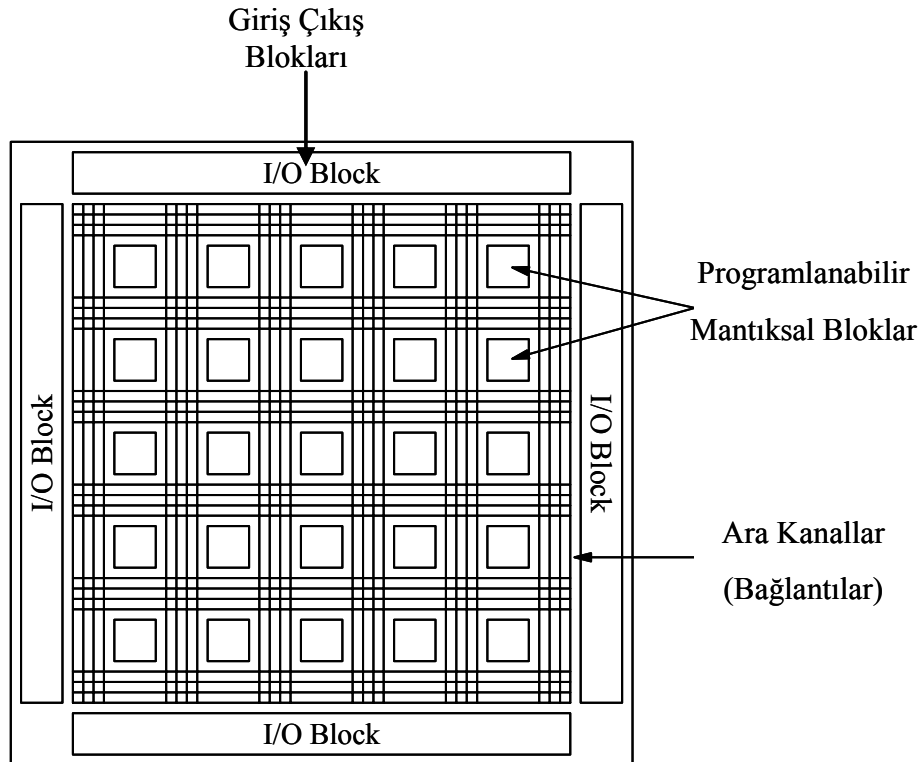 Giriş Çıkış
Blokları
I/O Block
I/O Block
I/O Block
Programlanabilir
Mantıksal Bloklar
Ara Kanallar
(Bağlantılar)
I/O Block